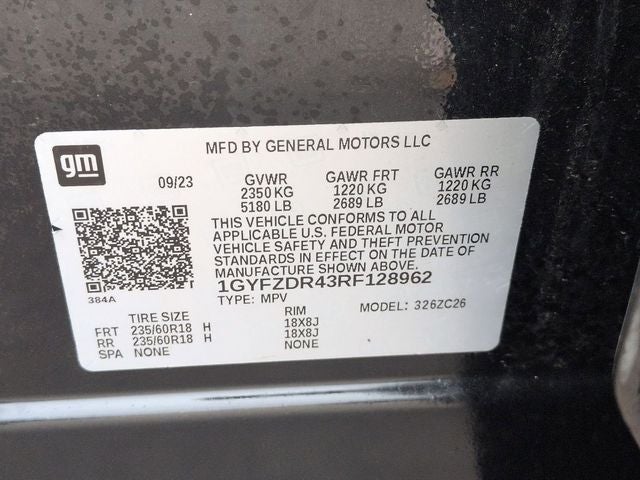 gm
MFD BY GENERAL MOTORS LLC
09/23
GVWR GAWR FRT GAWR RR
2350 KG 1220 KG 1220 KG
5180 LB 2689 LB 2689 LB
THIS VEHICLE CONFORMS TO ALL
APPLICABLE U.S. FEDERAL MOTOR
VEHICLE SAFETY AND THEFT PREVENTION
STANDARDS IN EFFECT ON THE DATE OF
MANUFACTURE SHOWN ABOVE.
1GYFZDR43RF128962
TYPE: MPV MODEL: 326ZC26
384A
TIRE SIZE RIM
FRT 235/60R18 H 18X8J
RR 235/60R18 H 18X8J
SPA NONE NONE